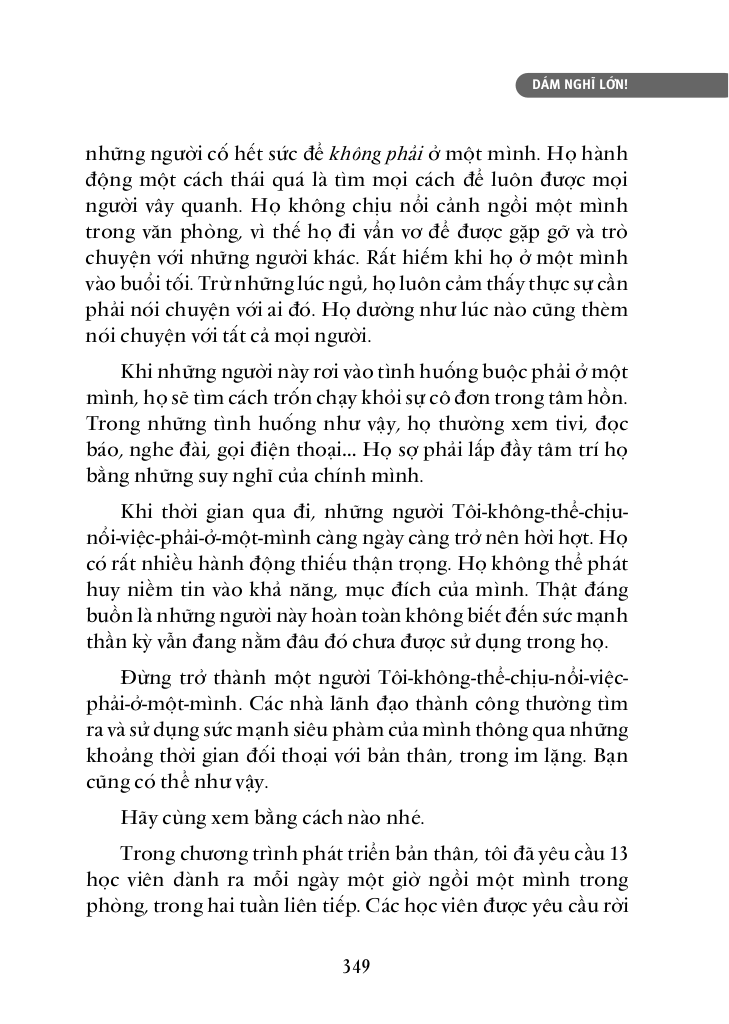 DÁM NGHĨ LỚN!
những người cố hết sức để không phải ở một mình. Họ hành
động một cách thái quá là tìm mọi cách để luôn được mọi
người vây quanh. Họ không chịu nổi cảnh ngồi một mình
trong văn phòng, vì thế họ đi vẩn vơ để được gặp gỡ và trò
chuyện với những người khác. Rất hiếm khi họ ở một mình
vào buổi tối. Trừ những lúc ngủ, họ luôn cảm thấy thực sự cần
phải nói chuyện với ai đó. Họ dường như lúc nào cũng thèm
nói chuyện với tất cả mọi người.
Khi những người này rơi vào tình huống buộc phải ở một
mình, họ sẽ tìm cách trốn chạy khỏi sự cô đơn trong tâm hồn.
Trong những tình huống như vậy, họ thường xem tivi, đọc
báo, nghe đài, gọi điện thoại... Họ sợ phải lấp đầy tâm trí họ
bằng những suy nghĩ của chính mình.
Khi thời gian qua đi, những người Tôi-không-thể-chịu-
nổi-việc-phải-ở-một-mình càng ngày càng trở nên hời hợt. Họ
có rất nhiều hành động thiếu thận trọng. Họ không thể phát
huy niềm tin vào khả năng, mục đích của mình. Thật đáng
buồn là những người này hoàn toàn không biết đến sức mạnh
thần kỳ vẫn đang nằm đâu đó chưa được sử dụng trong họ.
Đừng trở thành một người Tôi-không-thể-chịu-nổi-việc-
phải-ở-một-mình. Các nhà lãnh đạo thành công thường tìm
ra và sử dụng sức mạnh siêu phàm của mình thông qua những
khoảng thời gian đối thoại với bản thân, trong im lặng. Bạn
cũng có thể như vậy.
Hãy cùng xem bằng cách nào nhé.
Trong chương trình phát triển bản thân, tôi đã yêu cầu 13
học viên dành ra mỗi ngày một giờ ngồi một mình trong
phòng, trong hai tuần liên tiếp. Các học viên được yêu cầu rời
349